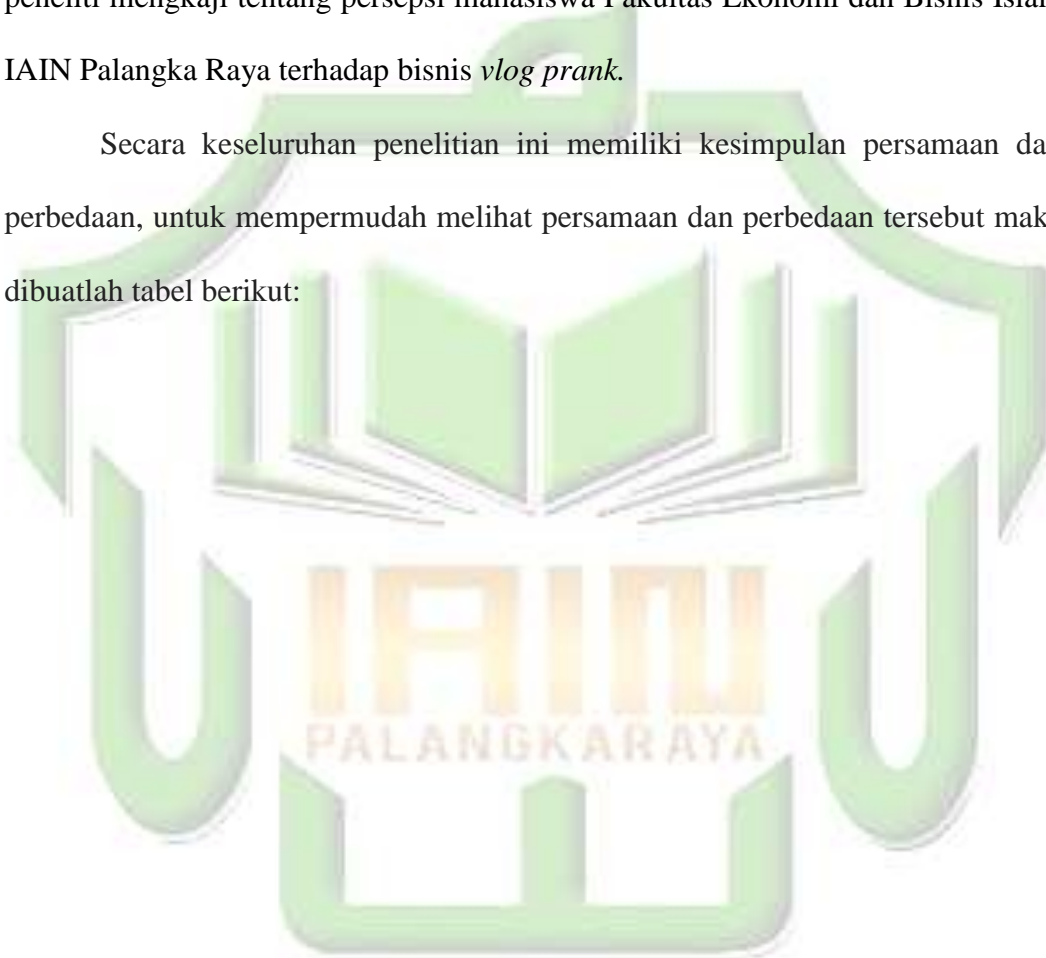 peneliti mengkaji tentang persepsi mahasiswa Fakultas Ekonomi dan Bisnis
IAIN Palangka Raya terhadap bisnis vlog prank.
Secara keseluruhan penelitian ini memiliki kesimpulan persamaan da
perbedaan, untuk mempermudah melihat persamaan dan perbedaan tersebut mak
dibuatlah tabel berikut:
IAIN
PALANGKARAYA